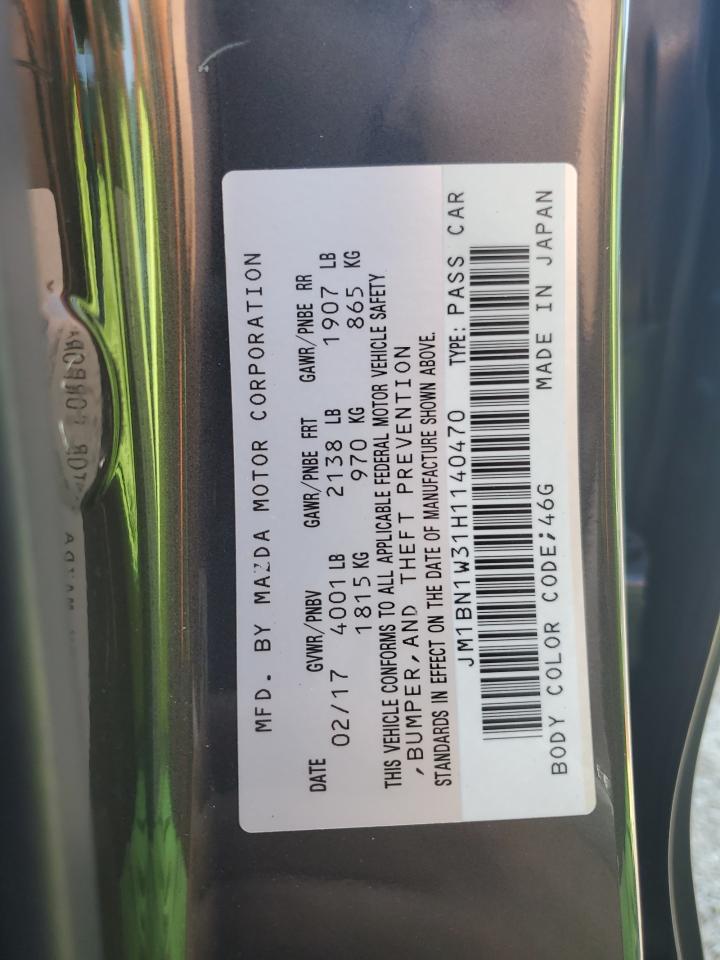 MFD. BY MAZDA MOTOR CORPORATION
DATE GVWR/PNBV GAWR/PNBE FRT GAWR/PNBE RR
02/17 4001 LB 2138 LB 1907 LB
1815 KG 970 KG 865 KG
THIS VEHICLE CONFORMS TO ALL APPLICABLE FEDERAL MOTOR VEHICLE SAFETY
,BUMPER,AND THEFT PREVENTION
STANDARDS IN EFFECT ON THE DATE OF MANUFACTURE SHOWN ABOVE.
JM1BN1W31H1140470 TYPE: PASS CAR
BODY COLOR CODE;46G MADE IN JAPAN